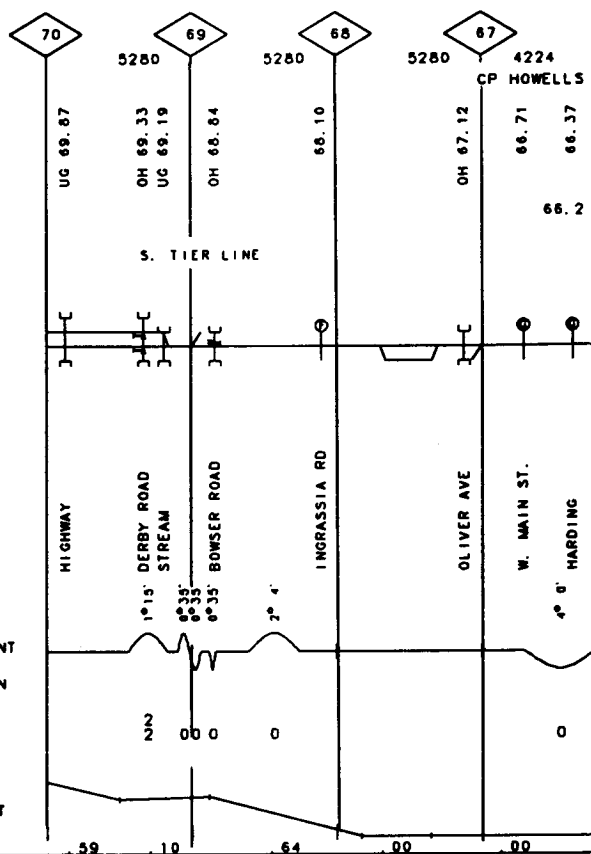 70 69 68 67
5280 5280 5280 4224
CP HOWELLS
UG 69.87
OH 69.33
UG 69.19
OH 68.84
68.10
OH 67.12
66.71
66.37
66.2
S. TIER LINE
HIGHWAY
DERBY ROAD
STREAM
BOWSER ROAD
INGRASSIA RD
OLIVER AVE
W. MAIN ST.
HARDING
1° 15' 0° 35' 0° 35' 0° 35' 2° 4' 4° 0'
NT
N
2
2 0 0 0 0 0
T
.59 .10 .64 .00 .00